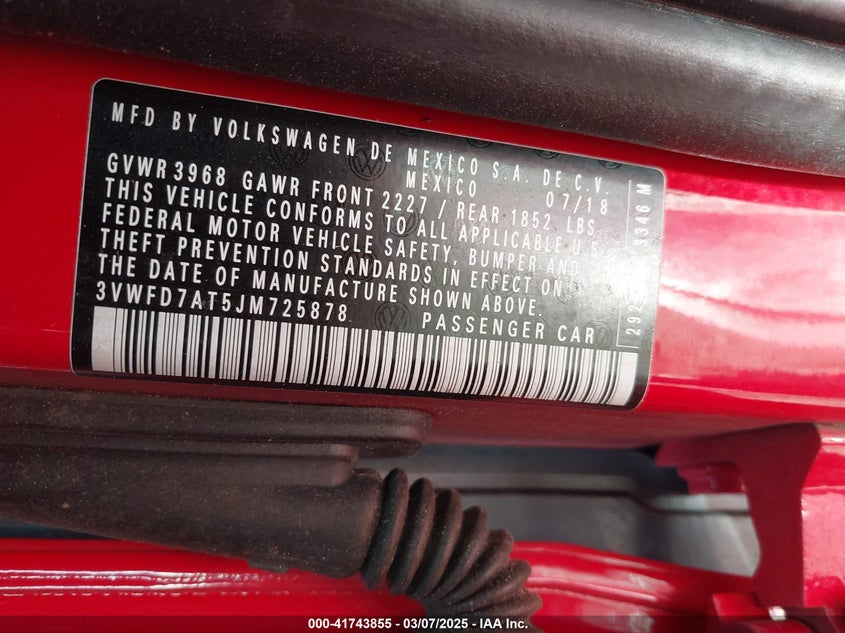 MFD BY VOLKSWAGEN DE MEXICO S.A. DE C.V.
MEXICO 07/18
GVWR 3968 GAWR FRONT 2227 / REAR 1852 LBS
THIS VEHICLE CONFORMS TO ALL APPLICABLE U.S.
FEDERAL MOTOR VEHICLE SAFETY, BUMPER AND
THEFT PREVENTION STANDARDS IN EFFECT ON
THE DATE OF MANUFACTURE SHOWN ABOVE.
3VWFD7AT5JM725878 PASSENGER CAR
3346 M
000-41743855 - 03/07/2025 - IAA Inc.